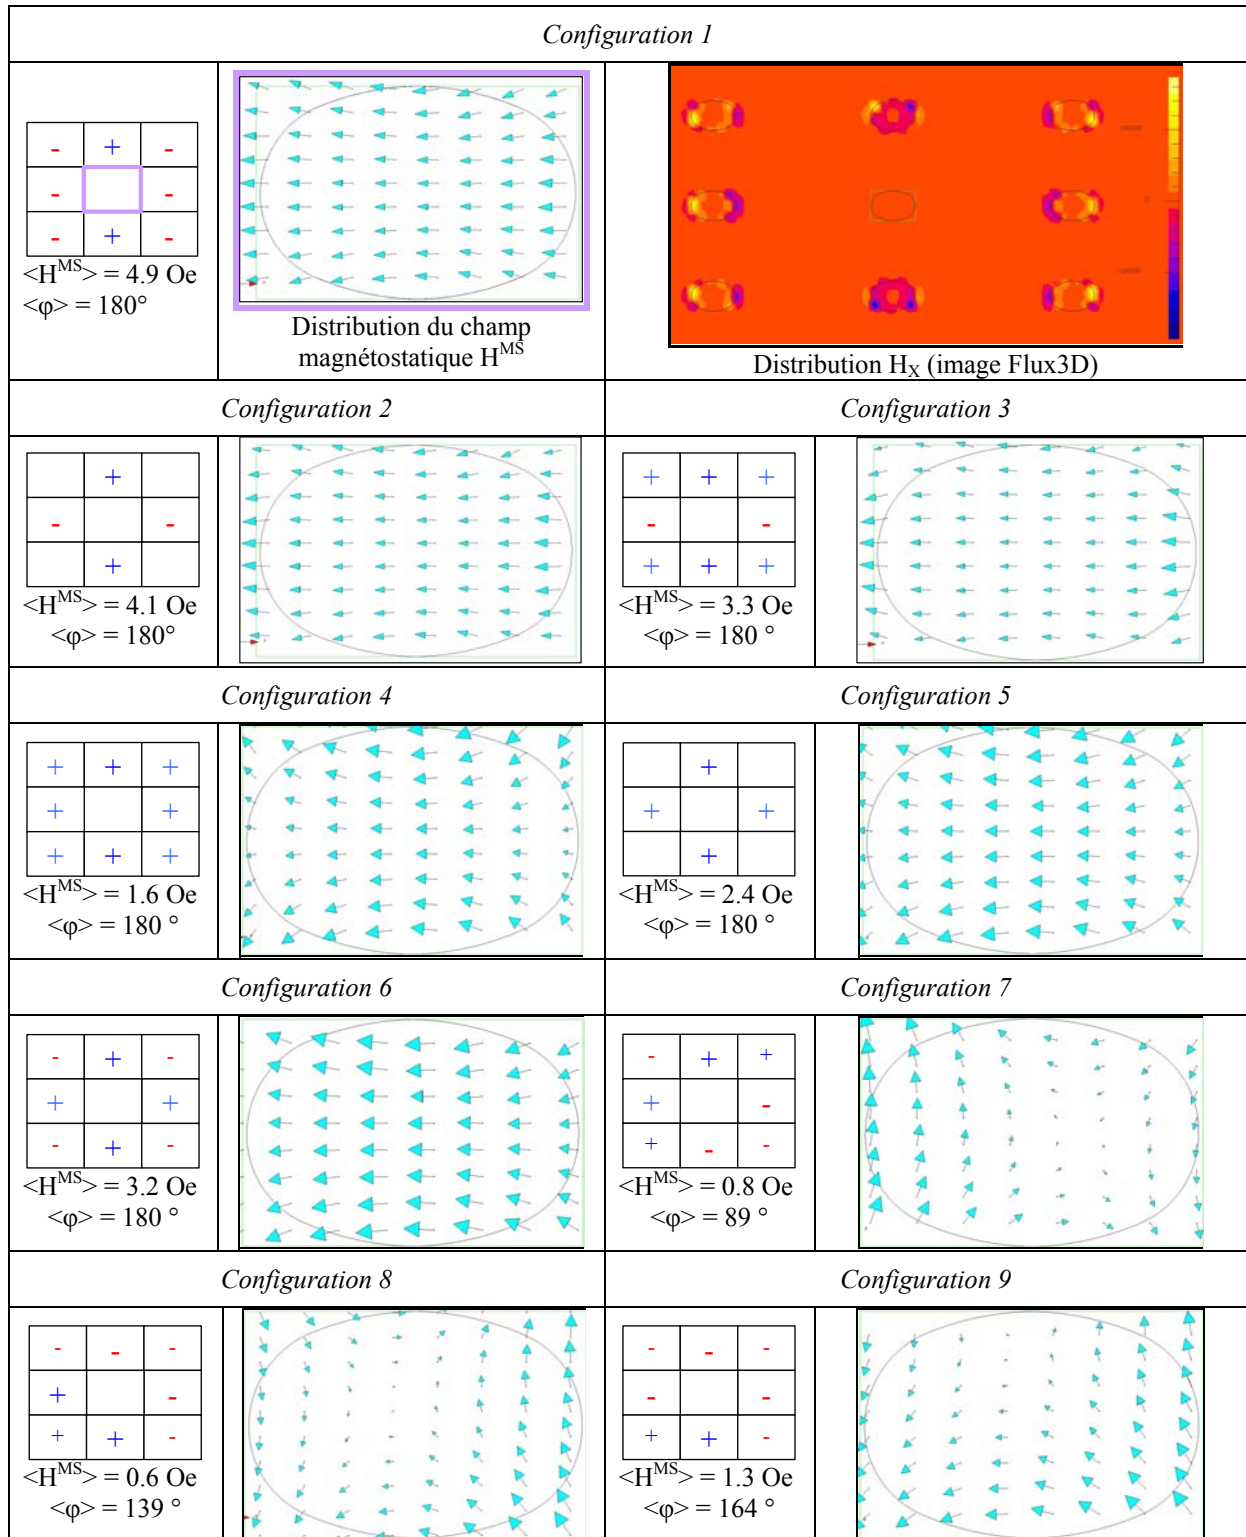 Configuration 1
- + -
- -
- + -
<H^MS> = 4.9 Oe
<φ> = 180°
Distribution du champ
magnétostatique H^MS
Distribution H_X (image Flux3D)
Configuration 2
+
- -
+
<H^MS> = 4.1 Oe
<φ> = 180°
Configuration 3
+ + +
- -
+ + +
<H^MS> = 3.3 Oe
<φ> = 180 °
Configuration 4
+ + +
+ +
+ + +
<H^MS> = 1.6 Oe
<φ> = 180 °
Configuration 5
+
+ +
+
<H^MS> = 2.4 Oe
<φ> = 180 °
Configuration 6
- + -
+ +
- + -
<H^MS> = 3.2 Oe
<φ> = 180 °
Configuration 7
- + +
+ -
+ - -
<H^MS> = 0.8 Oe
<φ> = 89 °
Configuration 8
- - -
+ -
+ + -
<H^MS> = 0.6 Oe
<φ> = 139 °
Configuration 9
- - -
- -
+ + -
<H^MS> = 1.3 Oe
<φ> = 164 °